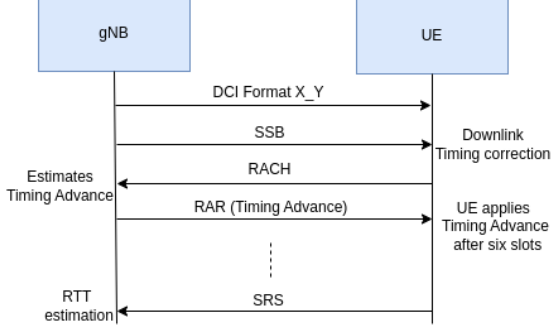 gNB
UE
DCI Format X_Y
SSB
Downlink
Timing correction
RACH
Estimates
Timing Advance
RAR (Timing Advance)
UE applies
Timing Advance
after six slots
RTT
estimation
SRS